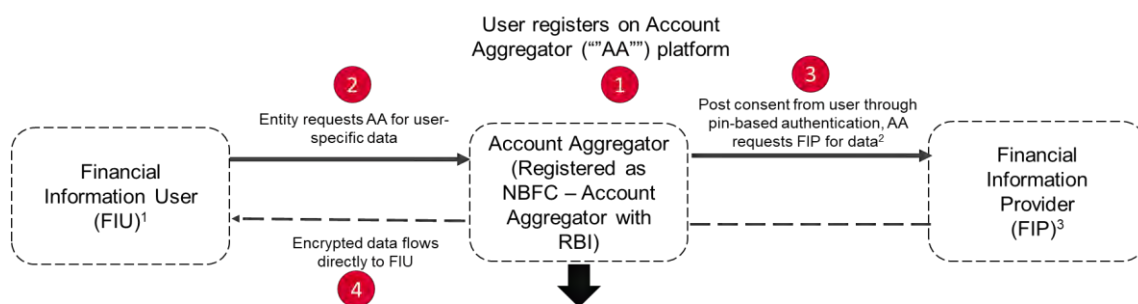 User registers on Account
Aggregator (“”AA””) platform
1
2
Entity requests AA for user-
specific data
3
Post consent from user through
pin-based authentication, AA
requests FIP for data²
Financial
Information User
(FIU)¹
Account Aggregator
(Registered as
NBFC – Account
Aggregator with
RBI)
Financial
Information
Provider
(FIP)³
Encrypted data flows
directly to FIU
4